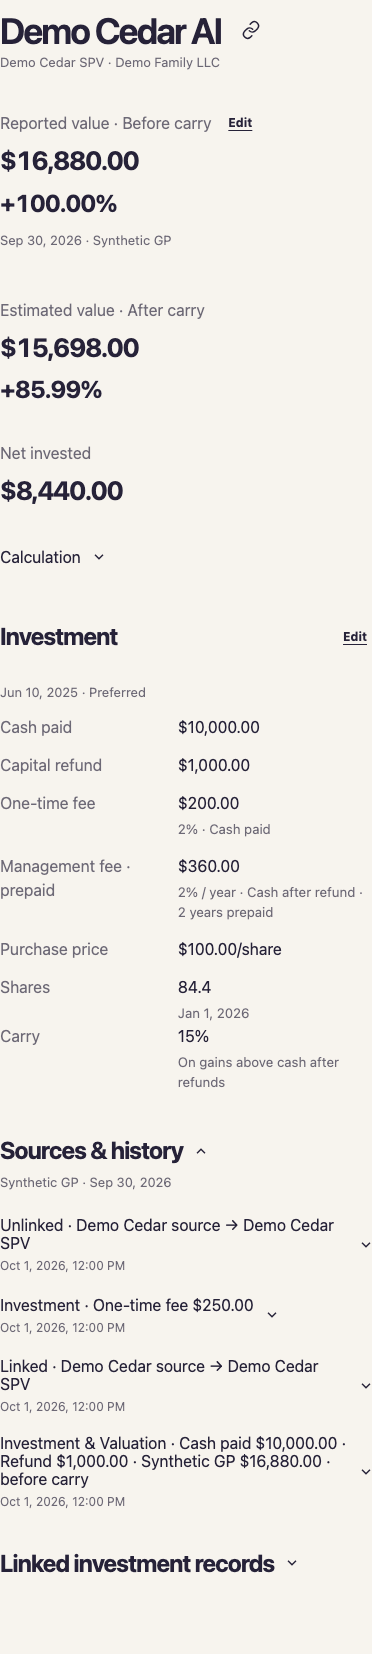 Demo Cedar AI
Demo Cedar SPV · Demo Family LLC
Reported value · Before carry Edit
$16,880.00
+100.00%
Sep 30, 2026 · Synthetic GP
Estimated value · After carry
$15,698.00
+85.99%
Net invested
$8,440.00
Calculation
Investment Edit
Jun 10, 2025 · Preferred
Cash paid $10,000.00
Capital refund $1,000.00
One-time fee $200.00
2% · Cash paid
Management fee · $360.00
prepaid 2% / year · Cash after refund ·
2 years prepaid
Purchase price $100.00/share
Shares 84.4
Jan 1, 2026
Carry 15%
On gains above cash after
refunds
Sources & history
Synthetic GP · Sep 30, 2026
Unlinked · Demo Cedar source → Demo Cedar
SPV
Oct 1, 2026, 12:00 PM
Investment · One-time fee $250.00
Oct 1, 2026, 12:00 PM
Linked · Demo Cedar source → Demo Cedar
SPV
Oct 1, 2026, 12:00 PM
Investment & Valuation · Cash paid $10,000.00 ·
Refund $1,000.00 · Synthetic GP $16,880.00 ·
before carry
Oct 1, 2026, 12:00 PM
Linked investment records